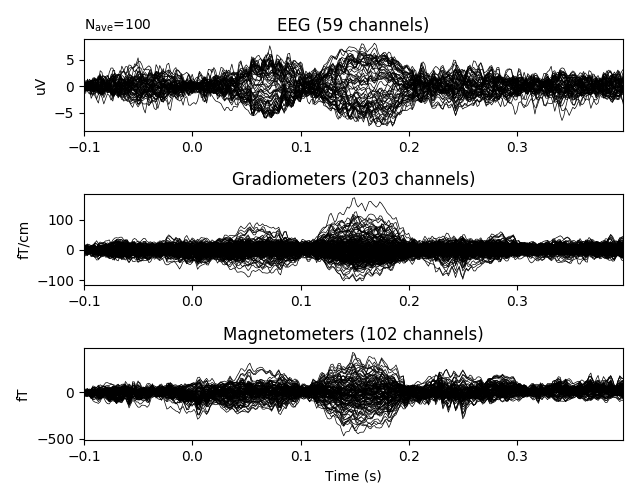 Nave=100
EEG (59 channels)
uV
5
0
−5
−0.1 0.0 0.1 0.2 0.3
Gradiometers (203 channels)
fT/cm
100
0
−100
−0.1 0.0 0.1 0.2 0.3
Magnetometers (102 channels)
fT
0
−500
−0.1 0.0 0.1 0.2 0.3
Time (s)